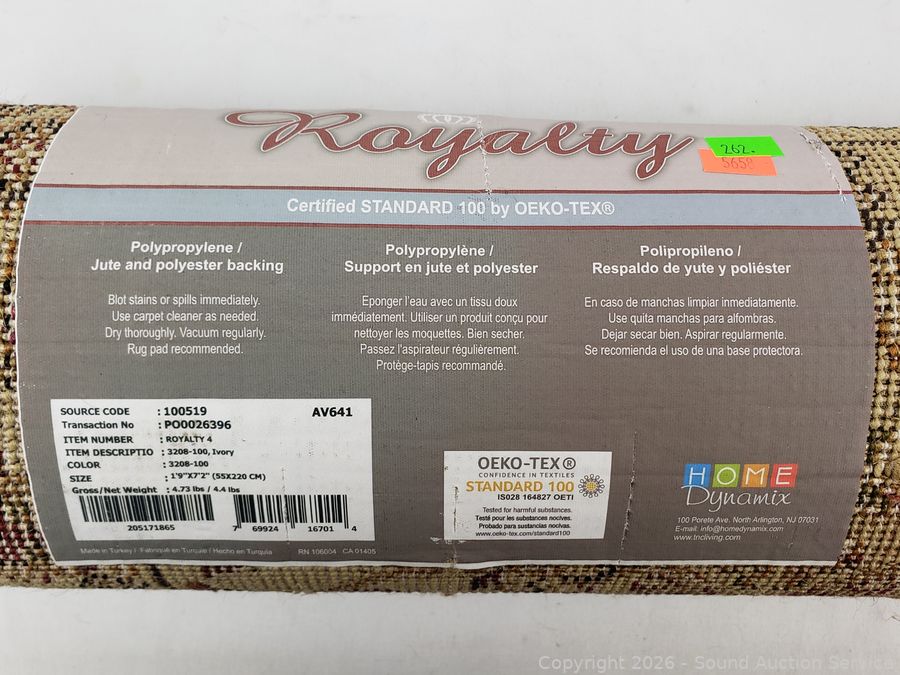 Royalty
262.
5659
Certified STANDARD 100 by OEKO-TEX®
Polypropylene /
Jute and polyester backing
Blot stains or spills immediately.
Use carpet cleaner as needed.
Dry thoroughly. Vacuum regularly.
Rug pad recommended.
Polypropylène /
Support en jute et polyester
Eponger l'eau avec un tissu doux
immédiatement. Utiliser un produit conçu pour
nettoyer les moquettes. Bien secher.
Passez l'aspirateur régulièrement.
Protège-tapis recommandé.
Polipropileno /
Respaldo de yute y poliéster
En caso de manchas limpiar inmediatamente.
Use quita manchas para alfombras.
Dejar secar bien. Aspirar regularmente.
Se recomienda el uso de una base protectora.
SOURCE CODE : 100519 AV641
Transaction No : PO0026396
ITEM NUMBER : ROYALTY 4
ITEM DESCRIPTIO : 3208-100, Ivory
COLOR : 3208-100
SIZE : 1'9"X7'2" (55X220 CM)
Gross/Net Weight : 4.73 lbs / 4.4 lbs
205171865
7 69924 16701 4
Made in Turkey / Fabriqué en Turquie / Hecho en Turquia RN 106004 CA 01405
OEKO-TEX®
CONFIDENCE IN TEXTILES
STANDARD 100
IS028 164827 OETI
Tested for harmful substances.
Testé pour les substances nocives.
Probado para sustancias nocivas.
www.oeko-tex.com/standard100
HOME
Dynamix
100 Porete Ave. North Arlington, NJ 07031
E-mail: info@homedynamix.com
www.tncliving.com
Copyright 2026 - Sound Auction Service